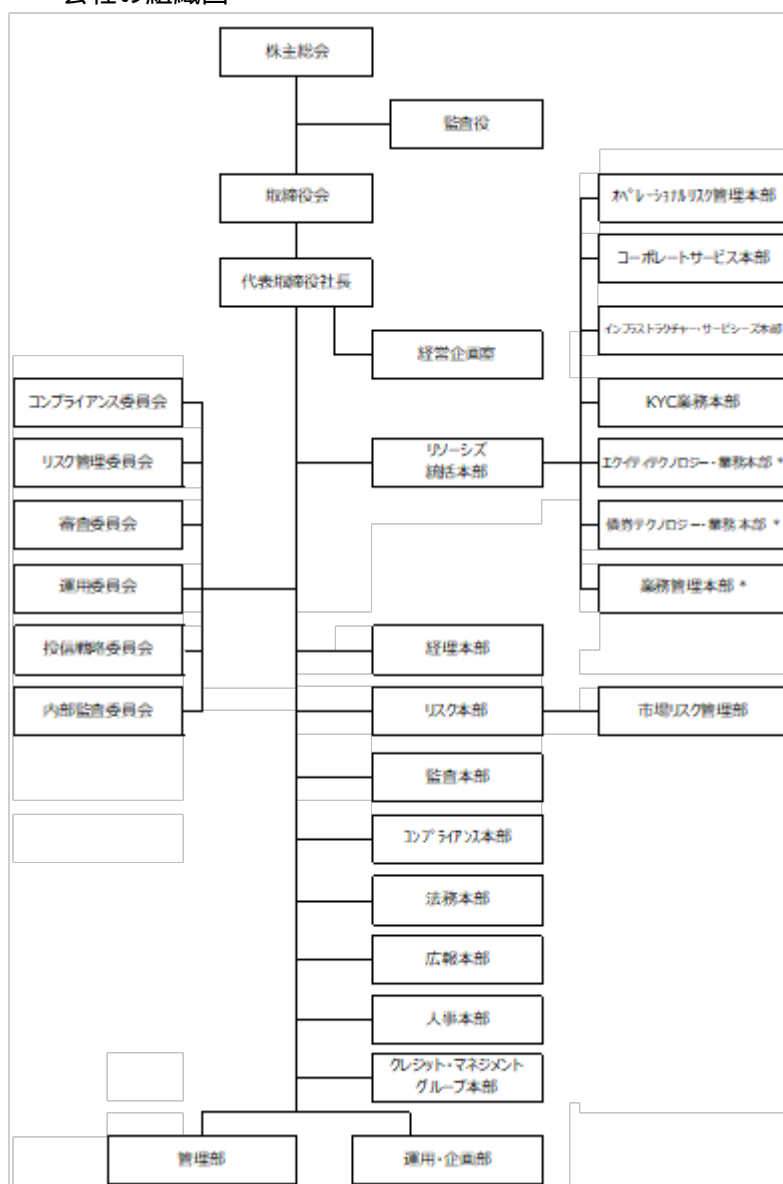 会社の組織図
株主総会
監査役
取締役会
代表取締役社長
経営企画室
オペレーショナルリスク管理本部
コーポレートサービス本部
インフラストラクチャー・サービシーズ本部
KYC業務本部
エクイティテクノロジー・業務本部 *
債券テクノロジー・業務本部 *
業務管理本部 *
リソーシズ
統括本部
コンプライアンス委員会
リスク管理委員会
審査委員会
運用委員会
投信戦略委員会
内部監査委員会
経理本部
リスク本部
市場リスク管理部
監査本部
コンプライアンス本部
法務本部
広報本部
人事本部
クレジット・マネジメント
グループ本部
管理部
運用・企画部